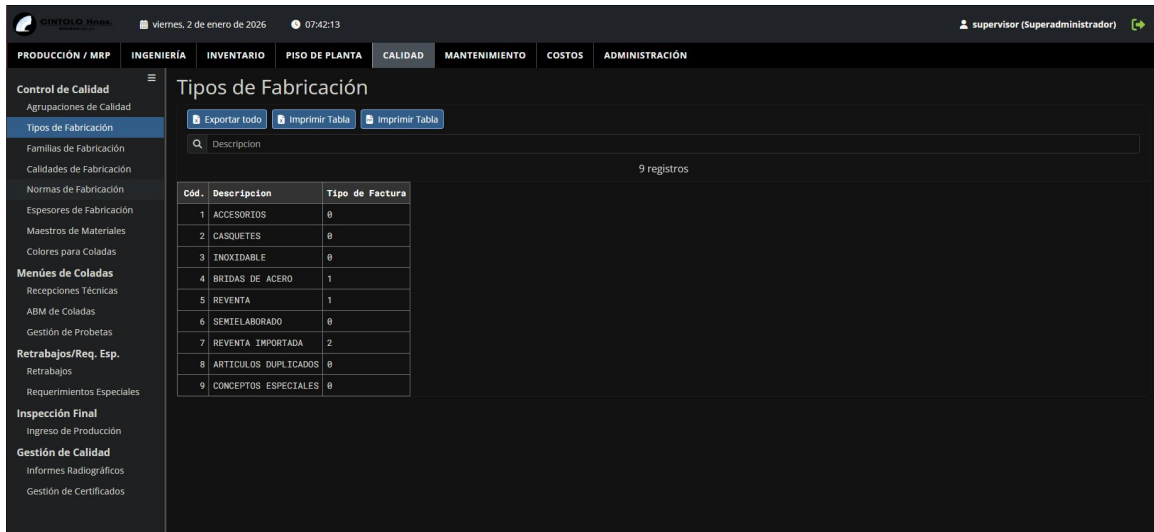 GINTOLO Hnos.
viernes, 2 de enero de 2026
07:42:13
supervisor (Superadministrador)
PRODUCCIÓN / MRP
INGENIERÍA
INVENTARIO
PISO DE PLANTA
CALIDAD
MANTENIMIENTO
COSTOS
ADMINISTRACIÓN
Control de Calidad
Agrupaciones de Calidad
Tipos de Fabricación
Familias de Fabricación
Calidades de Fabricación
Normas de Fabricación
Espesores de Fabricación
Maestros de Materiales
Colores para Coladas
Menúes de Coladas
Recepciones Técnicas
ABM de Coladas
Gestión de Probetas
Retrabajos/Req. Esp.
Retrabajos
Requerimientos Especiales
Inspección Final
Ingreso de Producción
Gestión de Calidad
Informes Radiográficos
Gestión de Certificados
Tipos de Fabricación
Exportar todo
Imprimir Tabla
Imprimir Tabla
Descripcion
9 registros
Cód. Descripcion Tipo de Factura
1 ACCESORIOS 0
2 CASQUETES 0
3 INOXIDABLE 0
4 BRIDAS DE ACERO 1
5 REVENTA 1
6 SEMIELABORADO 0
7 REVENTA IMPORTADA 2
8 ARTICULOS DUPLICADOS 0
9 CONCEPTOS ESPECIALES 0